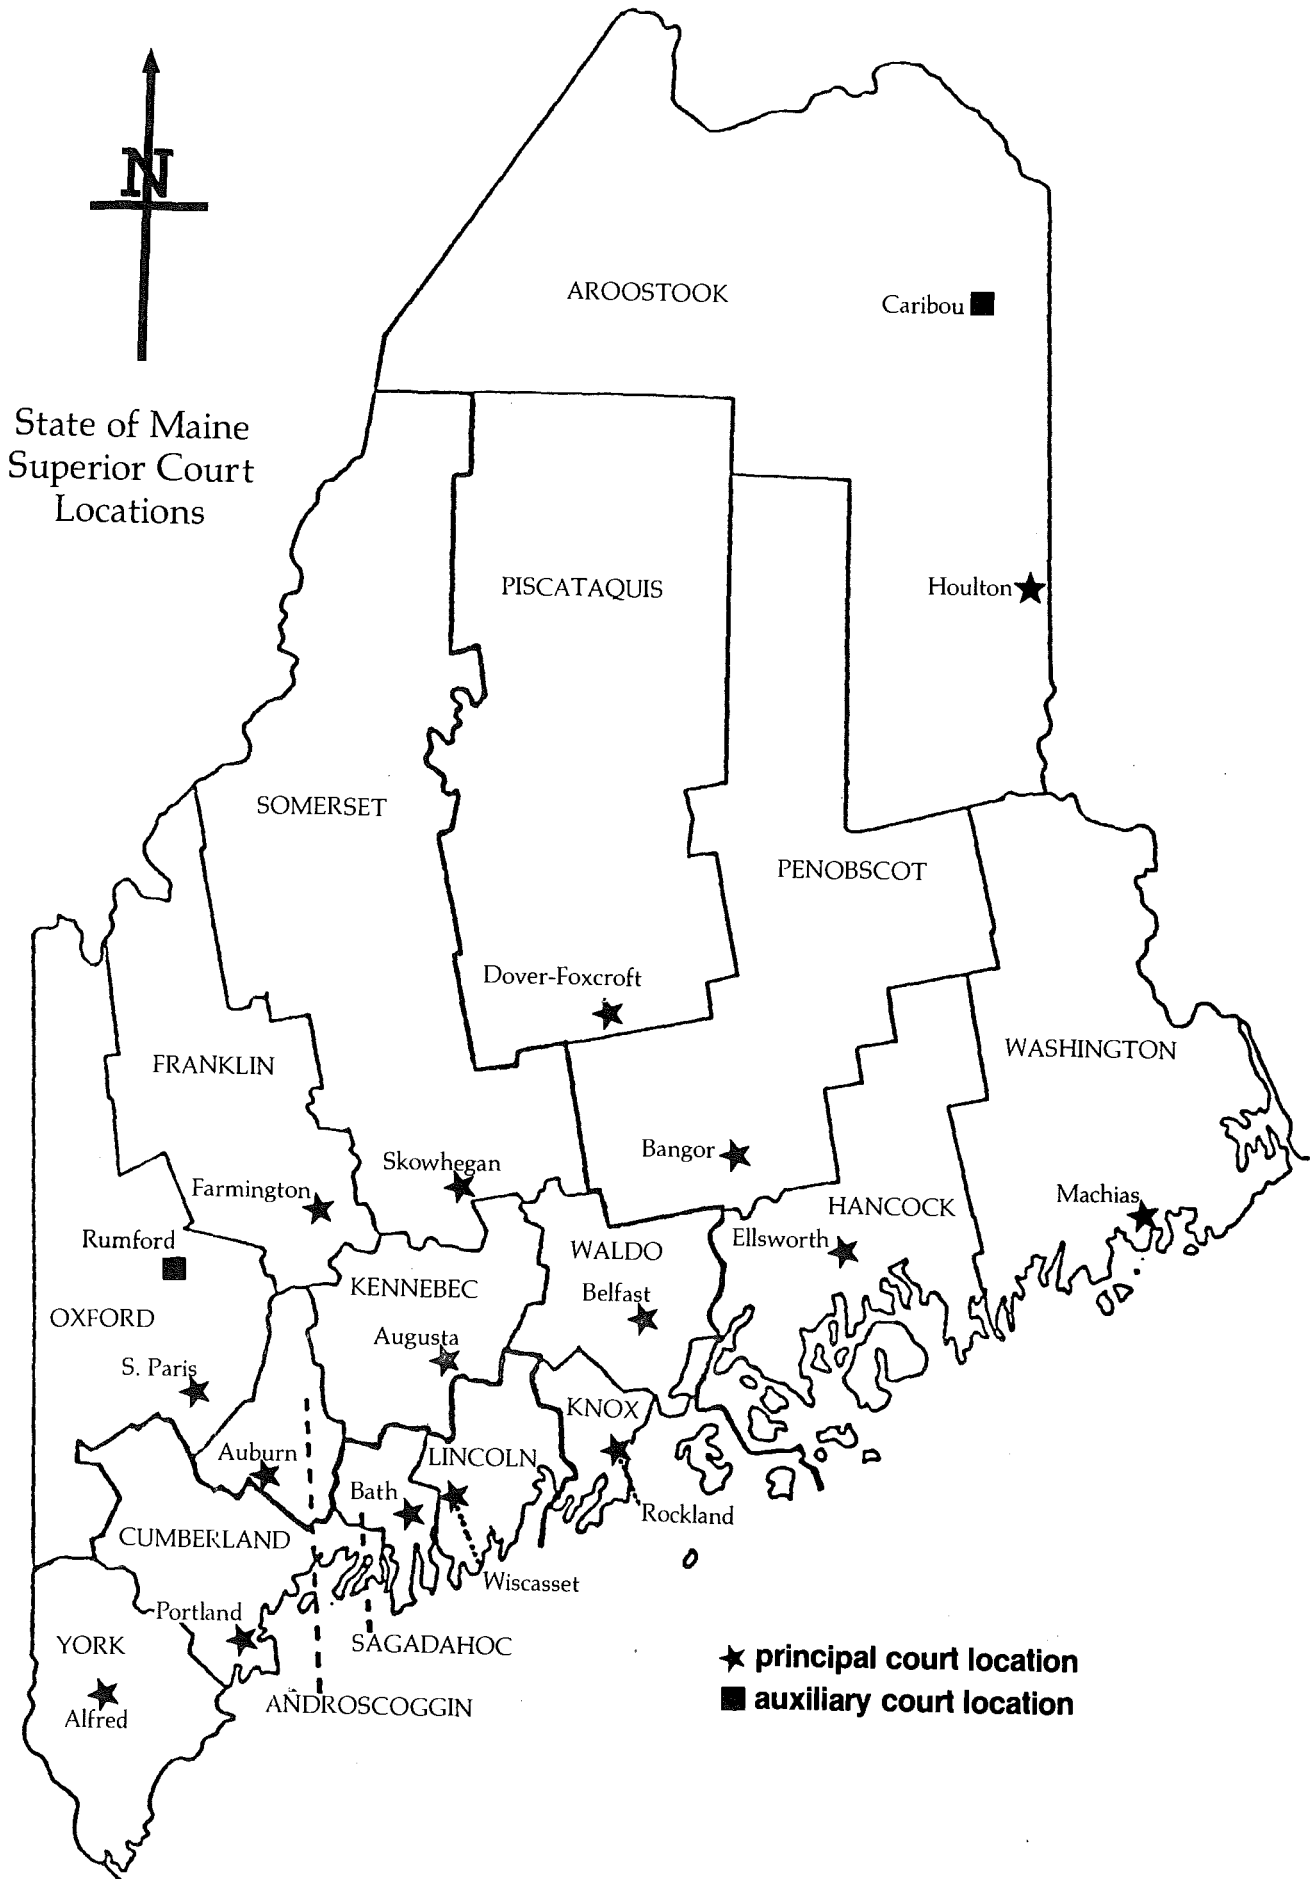 N
State of Maine
Superior Court
Locations
AROOSTOOK
Caribou
PISCATAQUIS
Houlton
SOMERSET
PENOBSCOT
Dover-Foxcroft
WASHINGTON
FRANKLIN
Bangor
Skowhegan
Farmington
Machias
HANCOCK
Rumford
Ellsworth
WALDO
KENNEBEC
Belfast
OXFORD
Augusta
S. Paris
KNOX
Auburn
LINCOLN
Bath
Rockland
CUMBERLAND
Wiscasset
Portland
YORK
SAGADAHOC
ANDROSCOGGIN
Alfred
principal court location
auxiliary court location